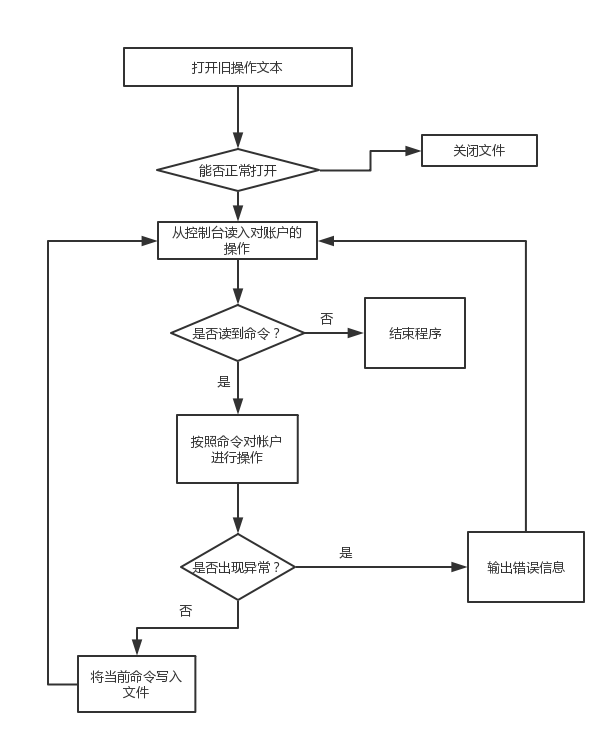 打开旧操作文本
能否正常打开
关闭文件
从控制台读入对账户的
操作
是否读到命令？
否
结束程序
是
按照命令对帐户
进行操作
是否出现异常？
是
输出错误信息
否
将当前命令写入
文件